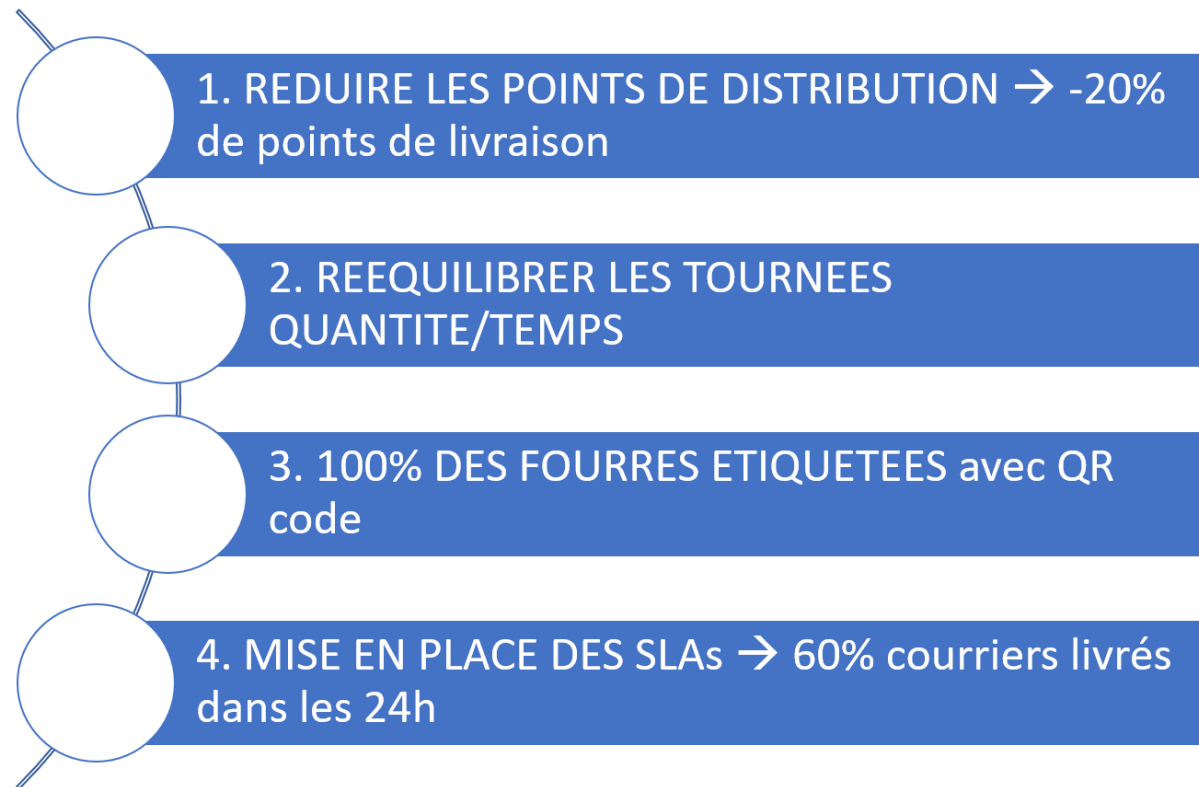 1. REDUIRE LES POINTS DE DISTRIBUTION → -20%
de points de livraison
2. REEQUILIBRER LES TOURNEES
QUANTITE/TEMPS
3. 100% DES FOURRES ETIQUETEES avec QR
code
4. MISE EN PLACE DES SLAs → 60% courriers livrés
dans les 24h